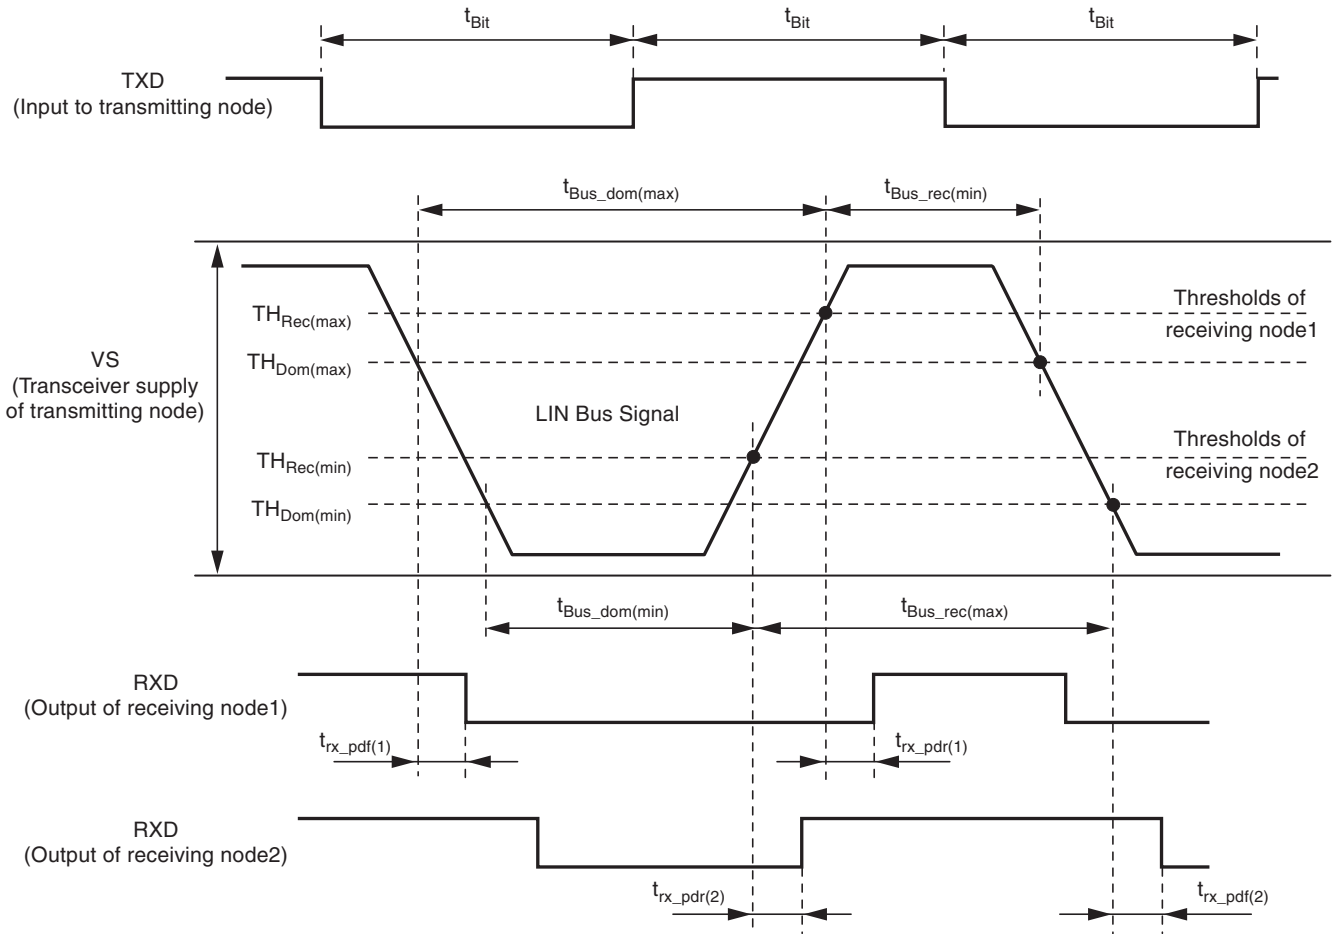 tBit
tBit
tBit
TXD
(Input to transmitting node)
tBus_dom(max)
tBus_rec(min)
THRec(max)
Thresholds of
receiving node1
THDom(max)
VS
(Transceiver supply
of transmitting node)
LIN Bus Signal
THRec(min)
Thresholds of
receiving node2
THDom(min)
tBus_dom(min)
tBus_rec(max)
RXD
(Output of receiving node1)
trx_pdf(1)
trx_pdr(1)
RXD
(Output of receiving node2)
trx_pdr(2)
trx_pdf(2)